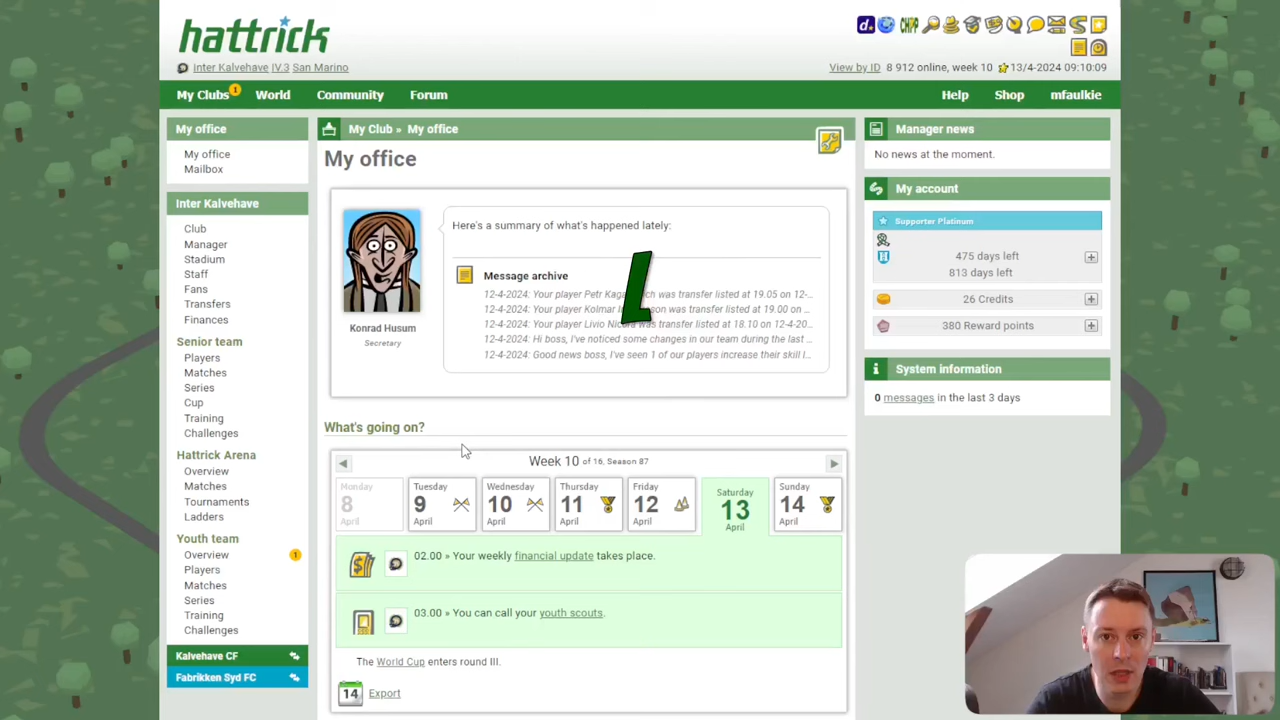 hattrick
Inter Kalvehave IV.3 San Marino
d. CHPP
View by ID 8 912 online, week 10 13/4-2024 09:10:09
My Clubs 1 World Community Forum
Help Shop mfaulkie
My office
My office
Mailbox
Inter Kalvehave
Club
Manager
Stadium
Staff
Fans
Transfers
Finances
Senior team
Players
Matches
Series
Cup
Training
Challenges
Hattrick Arena
Overview
Matches
Tournaments
Ladders
Youth team
Overview 1
Players
Matches
Series
Training
Challenges
Kalvehave CF
Fabrikken Syd FC
My Club » My office
My office
Konrad Husum
Secretary
Here's a summary of what's happened lately:
Message archive
12-4-2024: Your player Petr was transfer listed at 19.05 on 12-...
12-4-2024: Your player Kolmar was transfer listed at 19.00 on ...
12-4-2024: Your player Livio was transfer listed at 18.10 on 12-4-20...
12-4-2024: Hi boss, I've noticed some changes in our team during the last ...
12-4-2024: Good news boss, I've seen 1 of our players increase their skill l...
L
What's going on?
Week 10 of 16, Season 87
Monday 8 April
Tuesday 9 April
Wednesday 10 April
Thursday 11 April
Friday 12 April
Saturday 13 April
Sunday 14 April
02.00 » Your weekly financial update takes place.
03.00 » You can call your youth scouts.
The World Cup enters round III.
14 Export
Manager news
No news at the moment.
My account
Supporter Platinum
475 days left
813 days left
26 Credits
380 Reward points
System information
0 messages in the last 3 days